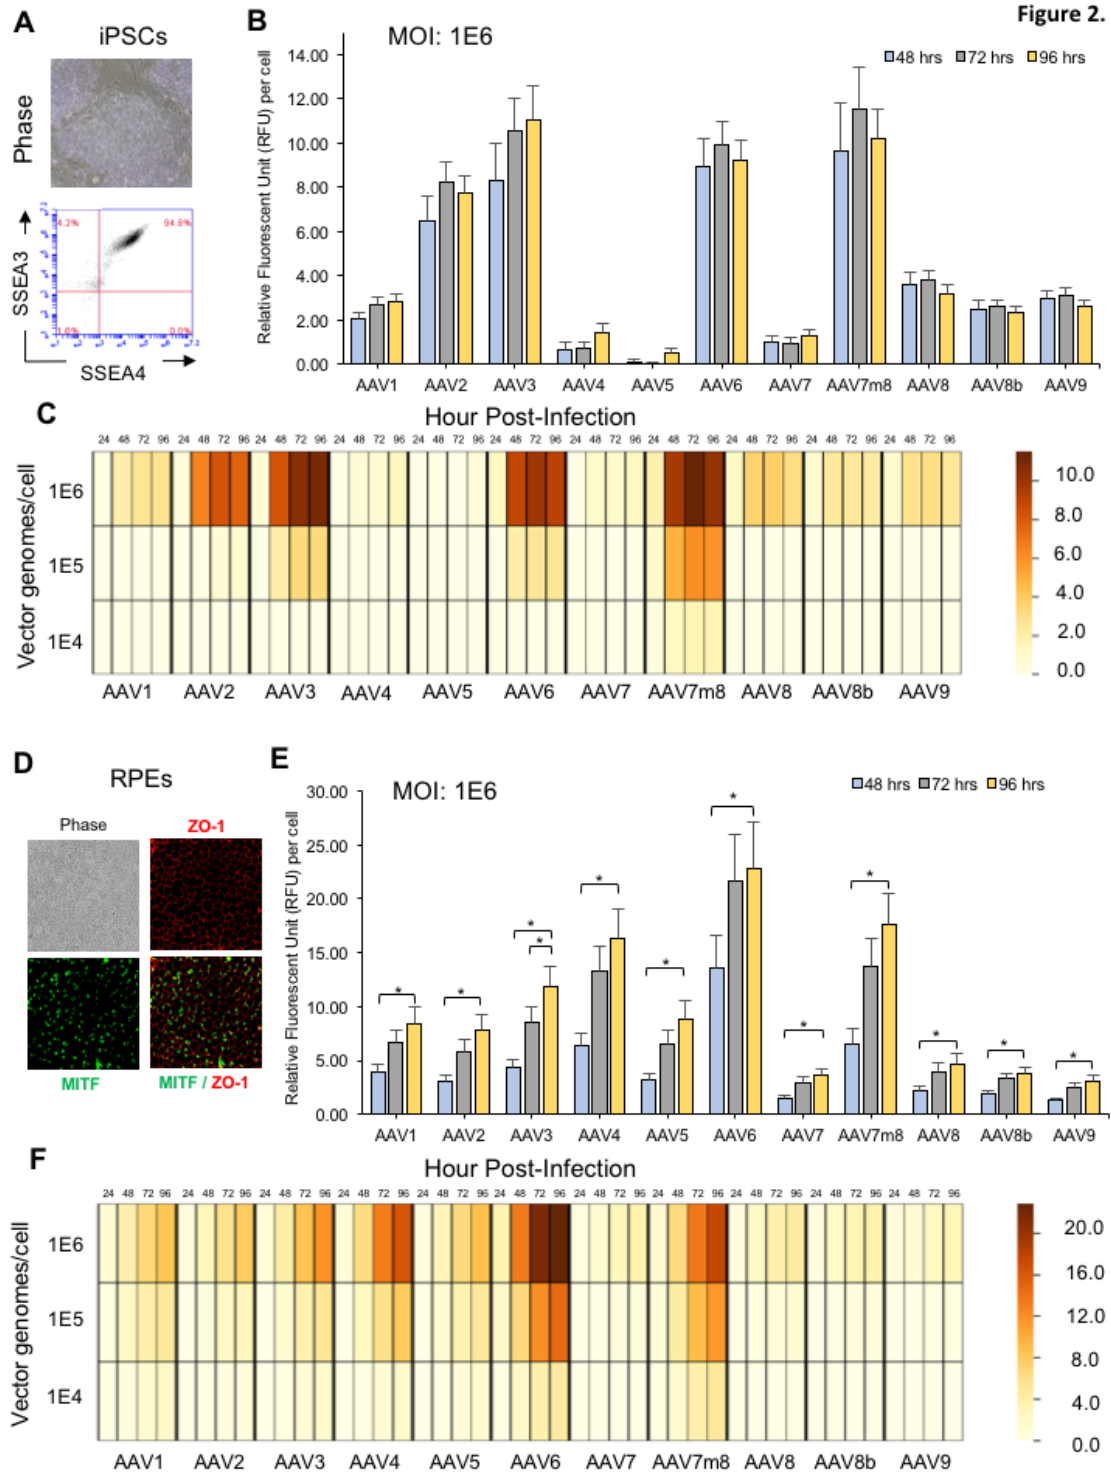 Figure 2.
A
iPSCs
Phase
4.2%
94.8%
1.0%
0.0%
SSEA3
SSEA4
B
MOI: 1E6
48 hrs 72 hrs 96 hrs
Relative Fluorescent Unit (RFU) per cell
14.00
12.00
10.00
8.00
6.00
4.00
2.00
0.00
AAV1 AAV2 AAV3 AAV4 AAV5 AAV6 AAV7 AAV7m8 AAV8 AAV8b AAV9
C
Hour Post-Infection
24 48 72 96 24 48 72 96 24 48 72 96 24 48 72 96 24 48 72 96 24 48 72 96 24 48 72 96 24 48 72 96 24 48 72 96 24 48 72 96 24 48 72 96
Vector genomes/cell
1E6
1E5
1E4
10.0
8.0
6.0
4.0
2.0
0.0
AAV1 AAV2 AAV3 AAV4 AAV5 AAV6 AAV7 AAV7m8 AAV8 AAV8b AAV9
D
RPEs
Phase
ZO-1
MITF
MITF / ZO-1
E
MOI: 1E6
48 hrs 72 hrs 96 hrs
Relative Fluorescent Unit (RFU) per cell
30.00
25.00
20.00
15.00
10.00
5.00
0.00
* * * * * * * * * * * *
AAV1 AAV2 AAV3 AAV4 AAV5 AAV6 AAV7 AAV7m8 AAV8 AAV8b AAV9
F
Hour Post-Infection
24 48 72 96 24 48 72 96 24 48 72 96 24 48 72 96 24 48 72 96 24 48 72 96 24 48 72 96 24 48 72 96 24 48 72 96 24 48 72 96 24 48 72 96
Vector genomes/cell
1E6
1E5
1E4
20.0
16.0
12.0
8.0
4.0
0.0
AAV1 AAV2 AAV3 AAV4 AAV5 AAV6 AAV7 AAV7m8 AAV8 AAV8b AAV9